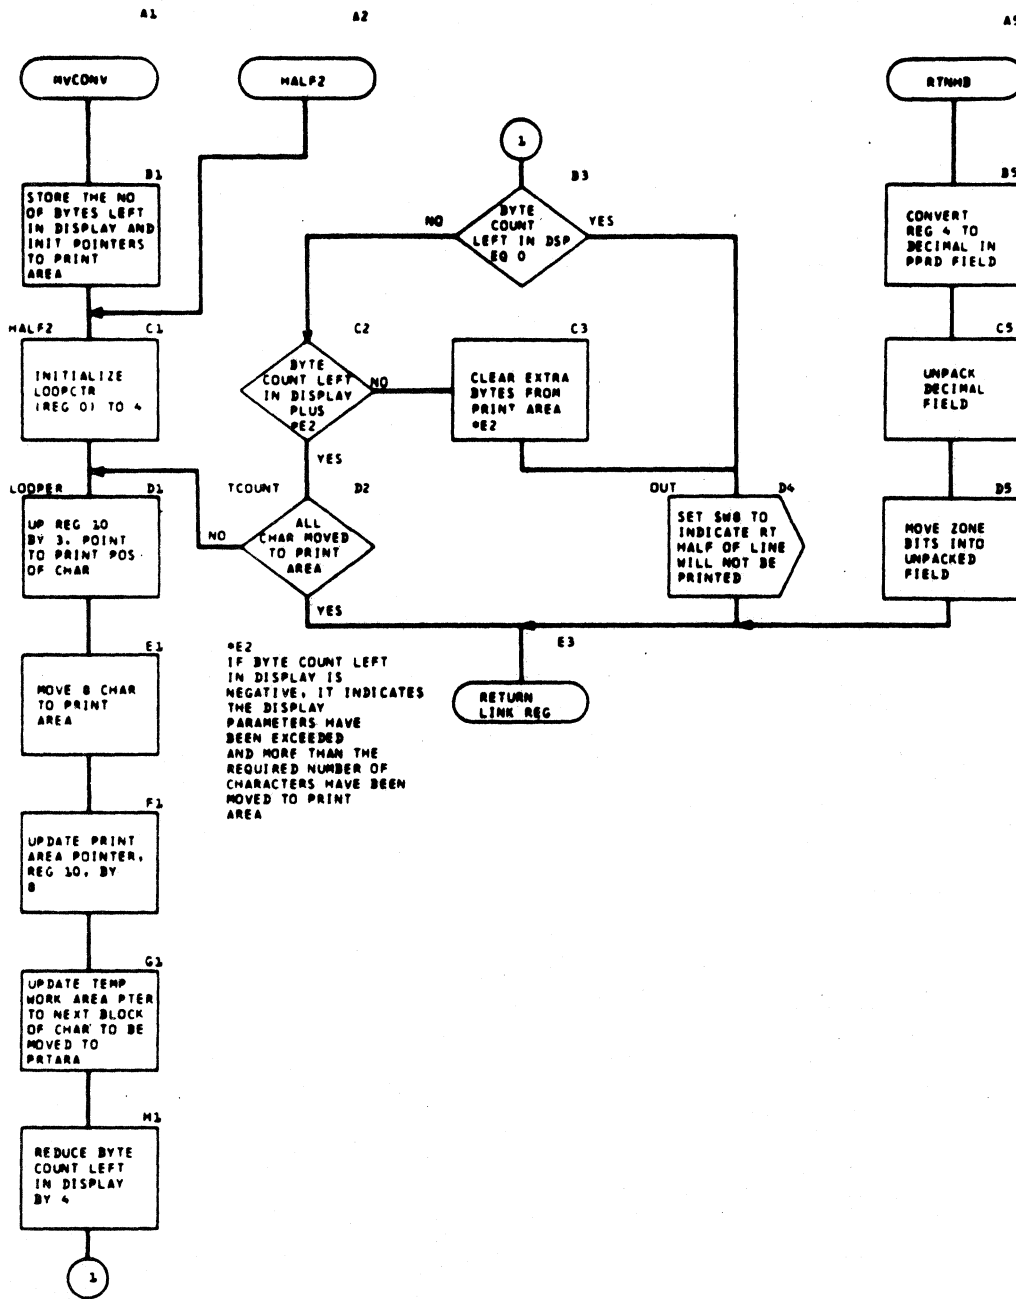 A1
A2
MVCONV
HALF2
RTNHB
1
B1
STORE THE NO
OF BYTES LEFT
IN DISPLAY AND
INIT POINTERS
TO PRINT
AREA
B3
BYTE
COUNT
LEFT IN DSP
EQ 0
NO
YES
CONVERT
REG 4 TO
DECIMAL IN
PPRD FIELD
HALF2
C1
INITIALIZE
LOOPCTR
(REG 0) TO 4
C2
BYTE
COUNT LEFT
IN DISPLAY
PLUS
*E2
NO
YES
C3
CLEAR EXTRA
BYTES FROM
PRINT AREA
*E2
C5
UNPACK
DECIMAL
FIELD
LOOPER
D1
UP REG 10
BY 3. POINT
TO PRINT POS
OF CHAR
TCOUNT
D2
ALL
CHAR MOVED
TO PRINT
AREA
NO
YES
OUT
D4
SET SW8 TO
INDICATE RT
HALF OF LINE
WILL NOT BE
PRINTED
D5
MOVE ZONE
BITS INTO
UNPACKED
FIELD
E1
MOVE 8 CHAR
TO PRINT
AREA
*E2
IF BYTE COUNT LEFT
IN DISPLAY IS
NEGATIVE, IT INDICATES
THE DISPLAY
PARAMETERS HAVE
BEEN EXCEEDED
AND MORE THAN THE
REQUIRED NUMBER OF
CHARACTERS HAVE BEEN
MOVED TO PRINT
AREA
E3
RETURN
LINK REG
F1
UPDATE PRINT
AREA POINTER,
REG 10, BY
8
G1
UPDATE TEMP
WORK AREA PTER
TO NEXT BLOCK
OF CHAR TO BE
MOVED TO
PRTARA
H1
REDUCE BYTE
COUNT LEFT
IN DISPLAY
BY 4
1